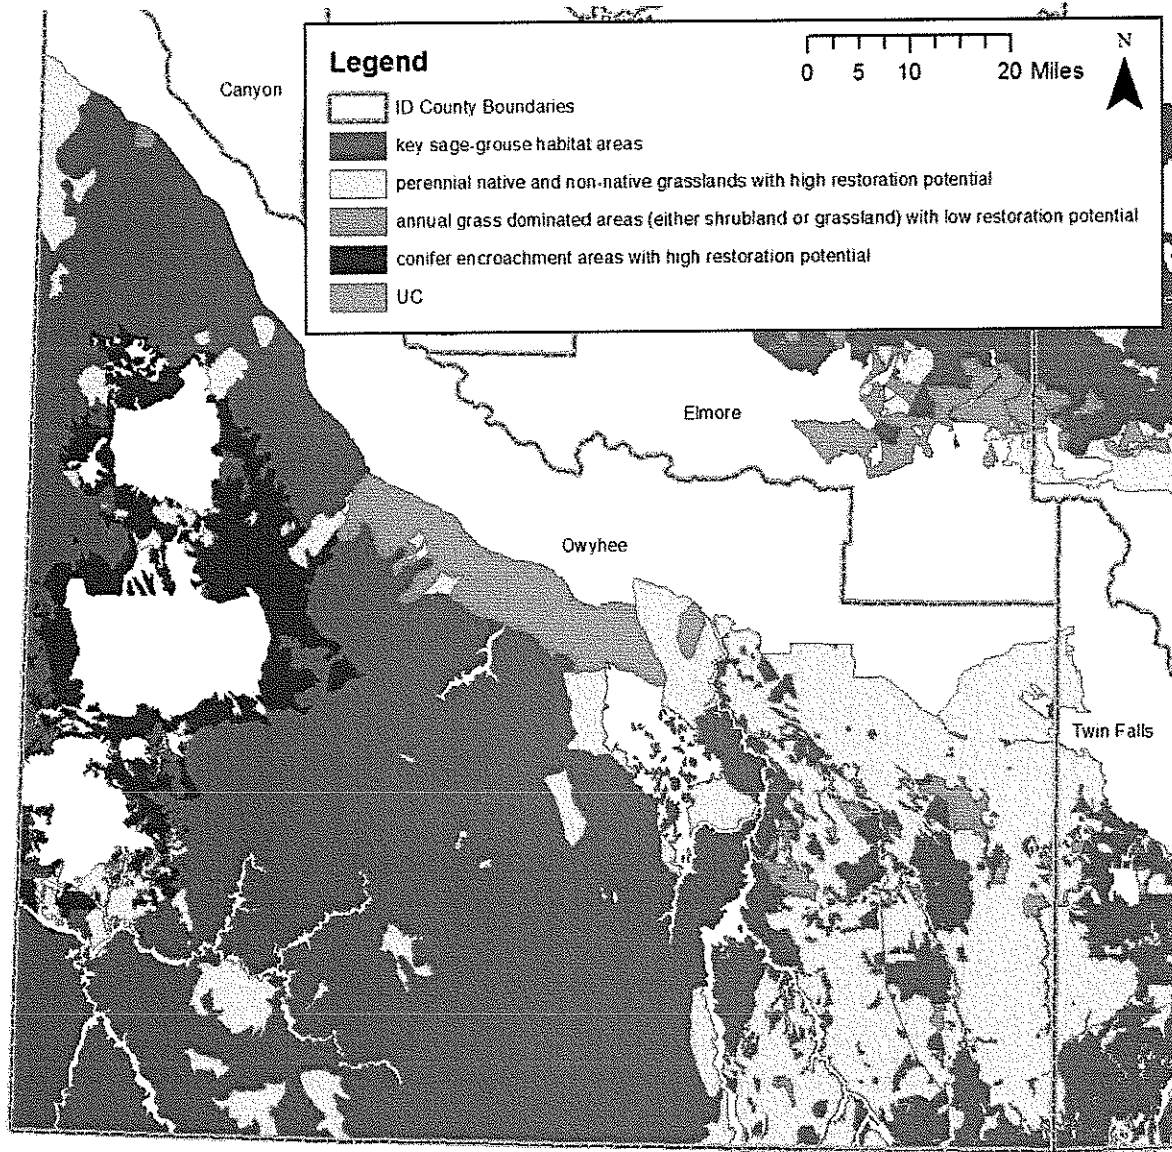 Canyon
Legend
0 5 10 20 Miles
N
ID County Boundaries
key sage-grouse habitat areas
perennial native and non-native grasslands with high restoration potential
annual grass dominated areas (either shrubland or grassland) with low restoration potential
conifer encroachment areas with high restoration potential
UC
Elmore
Owyhee
Twin Falls